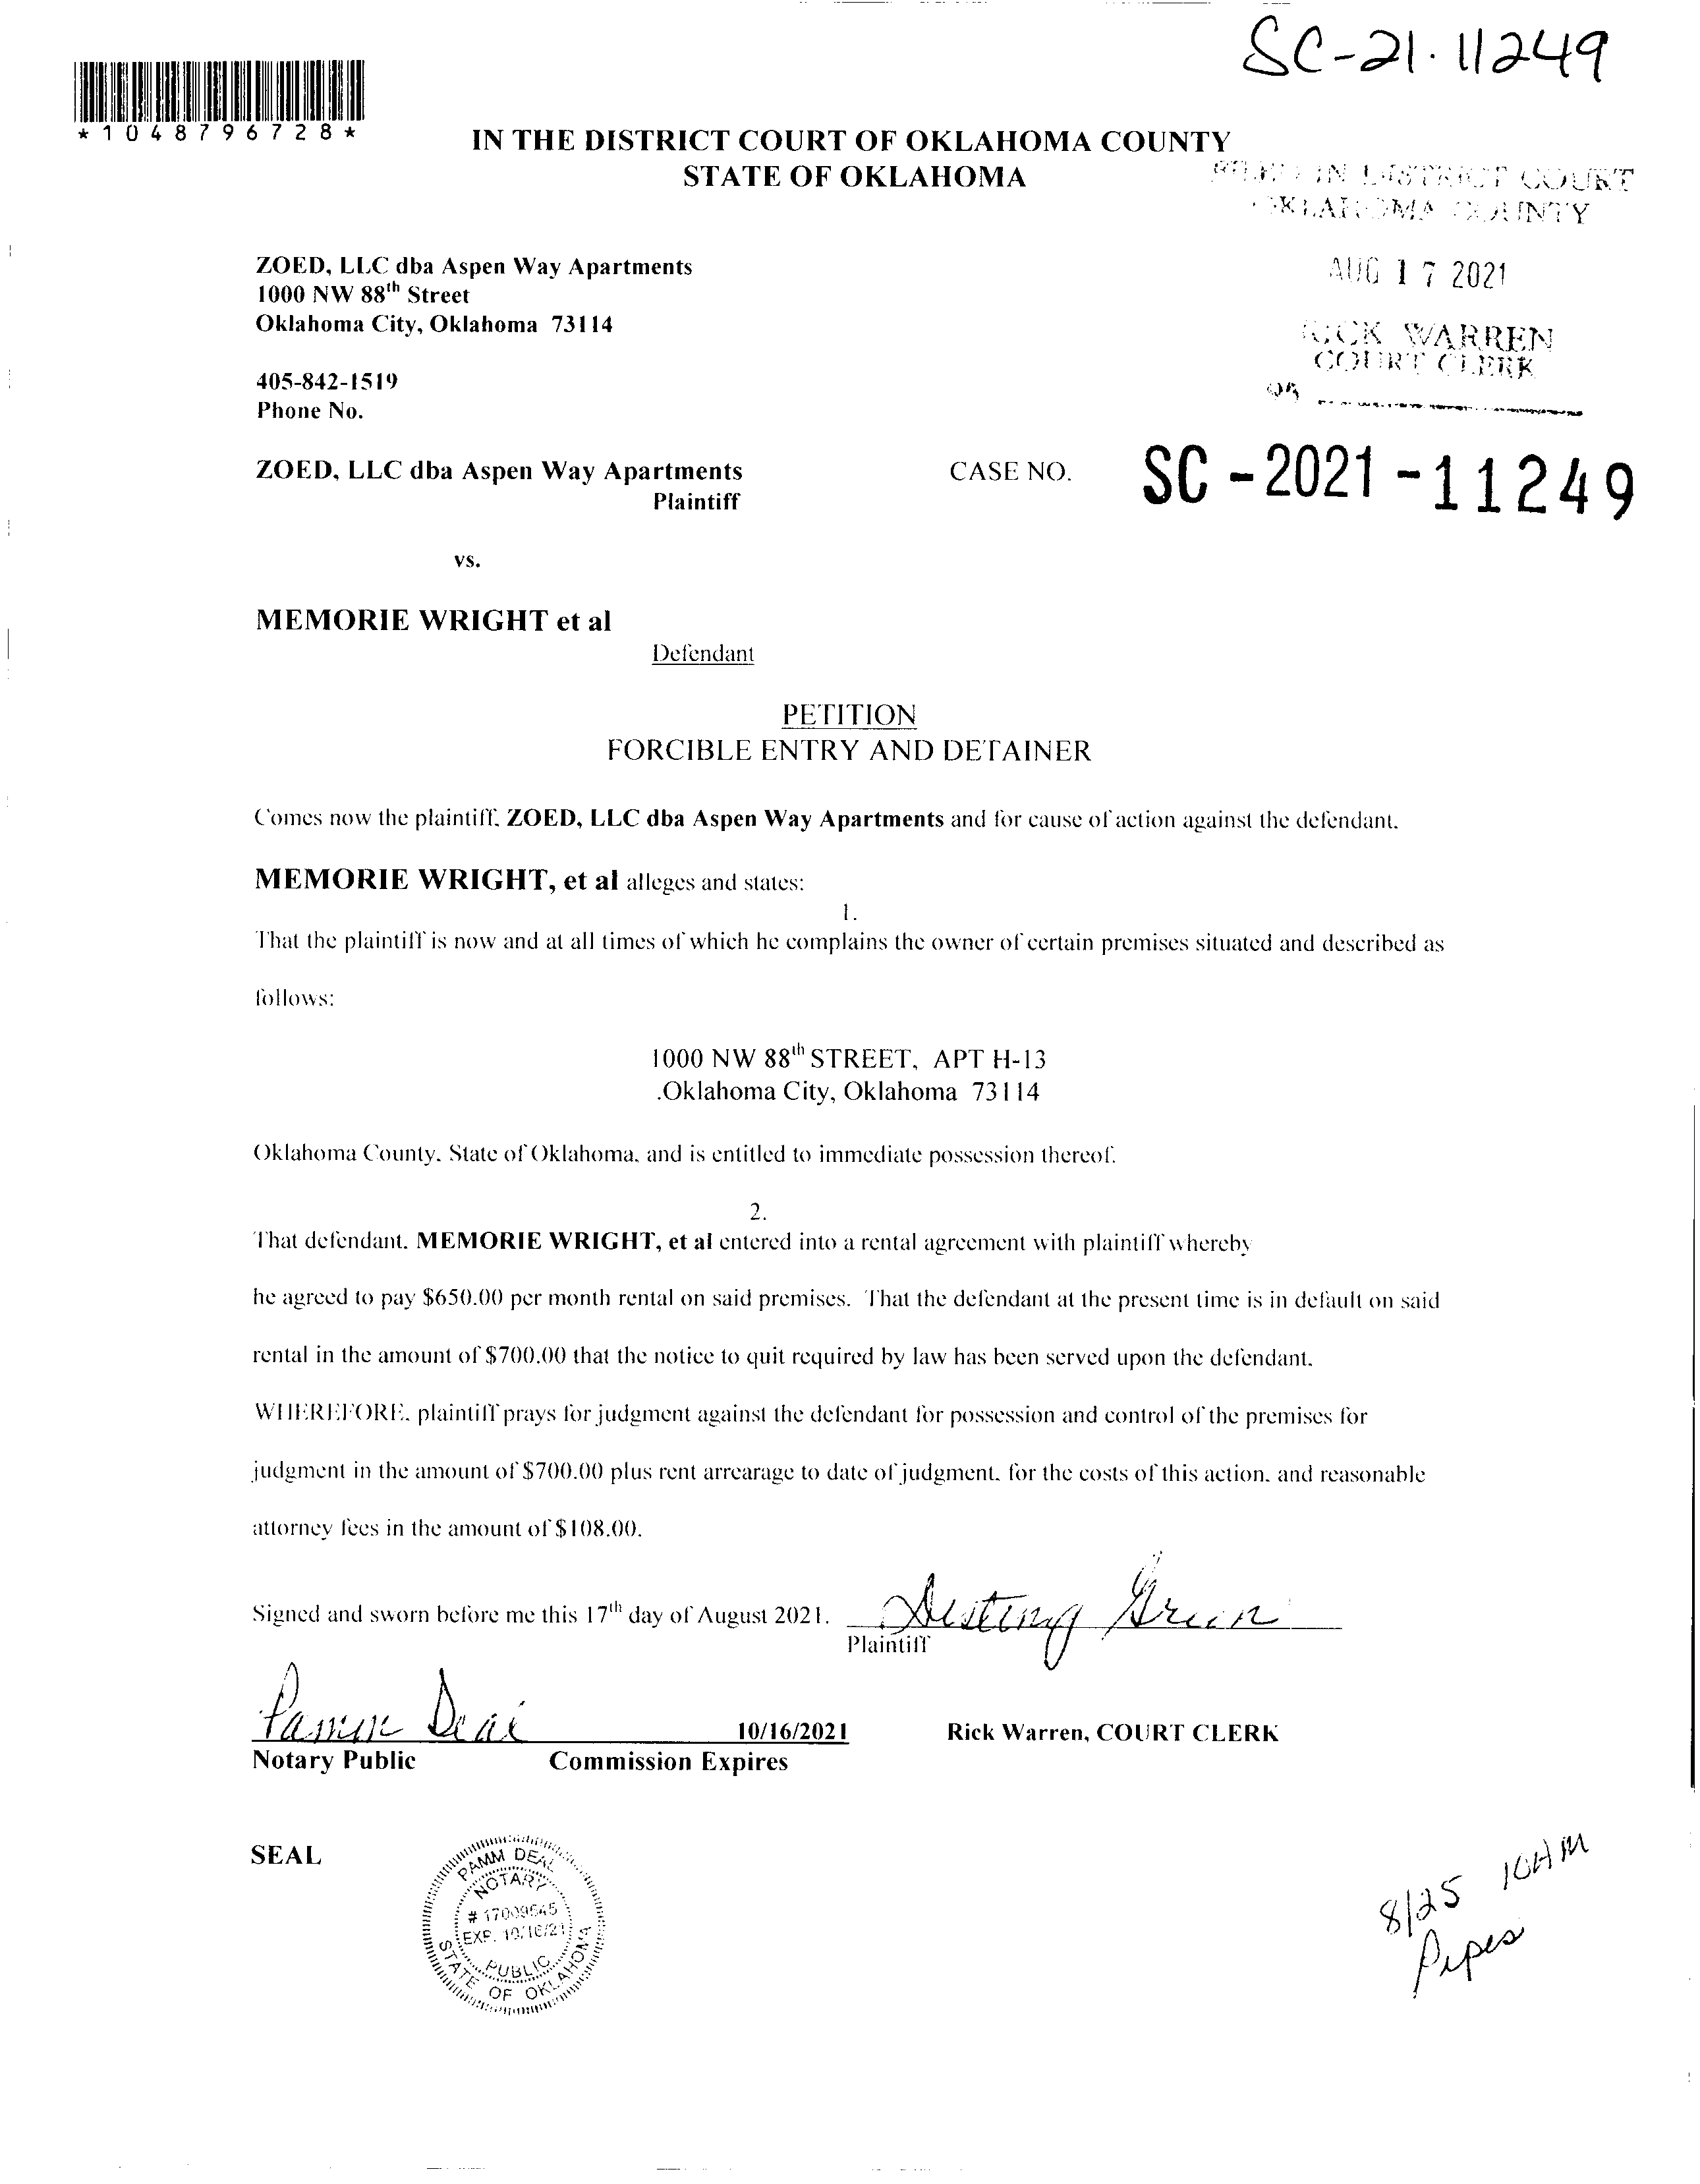 SC-21-11249
*1048796728*
IN THE DISTRICT COURT OF OKLAHOMA COUNTY
STATE OF OKLAHOMA
FILED IN DISTRICT COURT
OKLAHOMA COUNTY
ZOED, LLC dba Aspen Way Apartments
1000 NW 88th Street
Oklahoma City, Oklahoma 73114
AUG 17 2021
RICK WARREN
COURT CLERK
405-842-1519
Phone No.
ZOED, LLC dba Aspen Way Apartments
Plaintiff
CASE NO.
SC-2021-11249
vs.
MEMORIE WRIGHT et al
Defendant
PETITION
FORCIBLE ENTRY AND DETAINER
Comes now the plaintiff, ZOED, LLC dba Aspen Way Apartments and for cause of action against the defendant.
MEMORIE WRIGHT, et al alleges and states:
1.
That the plaintiff is now and at all times of which he complains the owner of certain premises situated and described as
follows:
1000 NW 88th STREET, APT H-13
.Oklahoma City, Oklahoma 73114
Oklahoma County, State of Oklahoma, and is entitled to immediate possession thereof.
2.
That defendant, MEMORIE WRIGHT, et al entered into a rental agreement with plaintiff whereby
he agreed to pay $650.00 per month rental on said premises. That the defendant at the present time is in default on said
rental in the amount of $700.00 that the notice to quit required by law has been served upon the defendant.
WHEREFORE, plaintiff prays for judgment against the defendant for possession and control of the premises for
judgment in the amount of $700.00 plus rent arrearage to date of judgment, for the costs of this action, and reasonable
attorney fees in the amount of $108.00.
Signed and sworn before me this 17th day of August 2021.
Destiny Green
Plaintiff
Pamm Deal
10/16/2021
Rick Warren, COURT CLERK
Notary Public
Commission Expires
SEAL
PAMM DEAL
NOTARY
# 17009545
EXP. 10/16/21
PUBLIC
STATE OF OKLAHOMA
8/25 10AM
Pipes